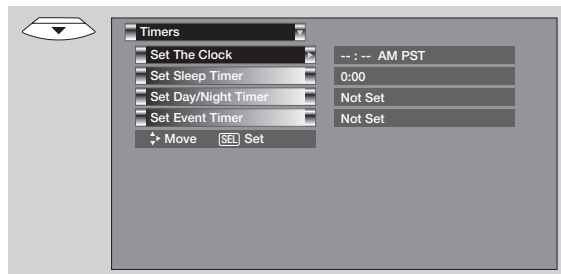 Timers
Set The Clock -- : -- AM PST
Set Sleep Timer 0:00
Set Day/Night Timer Not Set
Set Event Timer Not Set
Move SEL Set